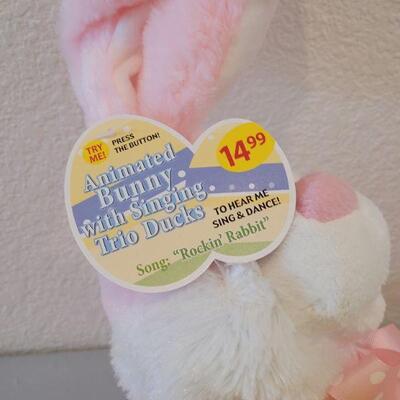 TRY
ME!
PRESS
THE BUTTON!
14.99
Animated
Bunny
with Singing
Trio Ducks
TO HEAR ME
SING & DANCE!
Song: "Rockin' Rabbit"